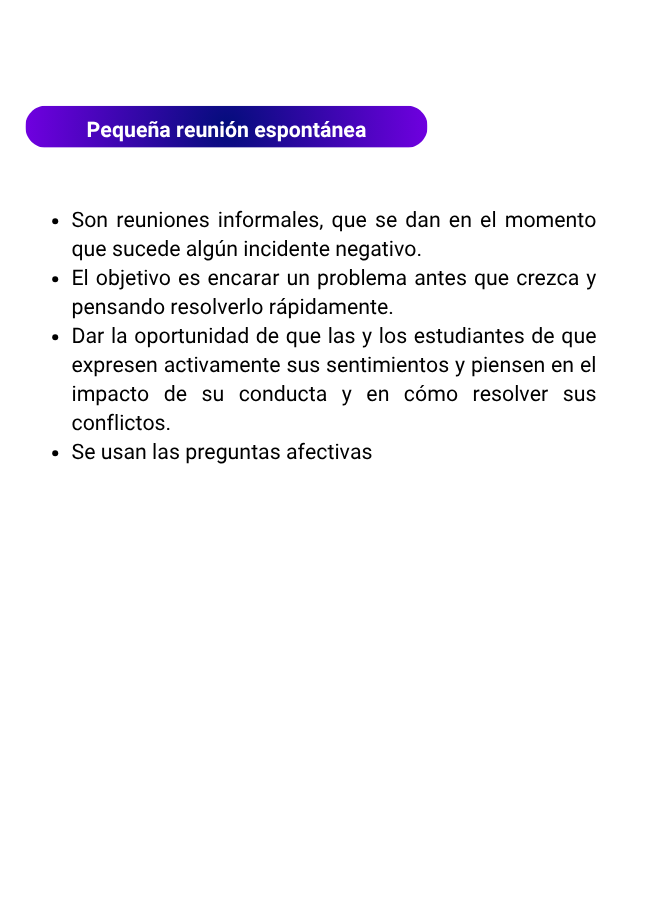 Pequeña reunión espontánea
• Son reuniones informales, que se dan en el momento
que sucede algún incidente negativo.
• El objetivo es encarar un problema antes que crezca y
pensando resolverlo rápidamente.
• Dar la oportunidad de que las y los estudiantes de que
expresen activamente sus sentimientos y piensen en el
impacto de su conducta y en cómo resolver sus
conflictos.
• Se usan las preguntas afectivas